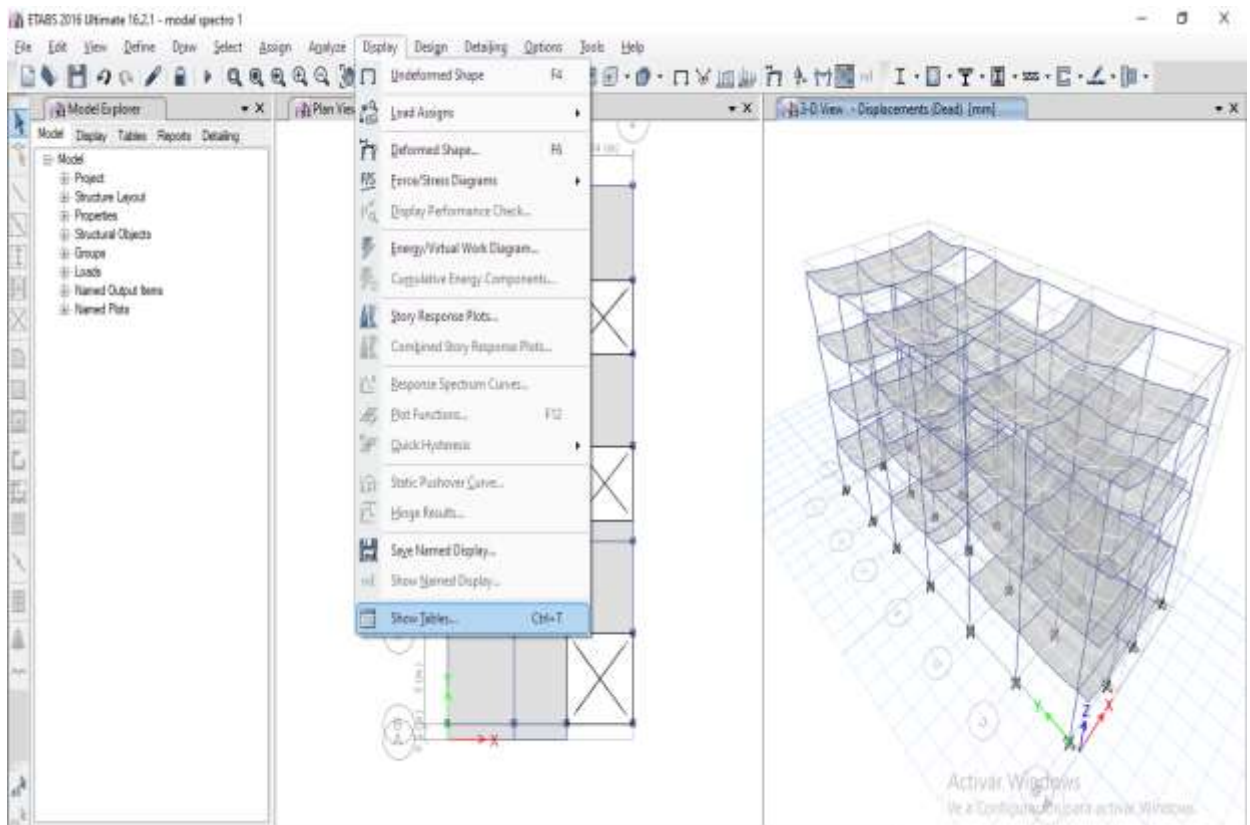 ETABS 2016 Ultimate 16.2.1 - modal spectro 1
File Edit View Define Draw Select Assign Analyze Display Design Detailing Options Tools Help
Model Explorer
Model Display Tables Reports Detailing
Model
Project
Structure Layout
Properties
Structural Objects
Groups
Loads
Named Output Items
Named Plots
Plan View
Undeformed Shape F4
Load Assigns
Deformed Shape... F6
Force/Stress Diagrams
Display Performance Check...
Energy/Virtual Work Diagram...
Cumulative Energy Components...
Story Response Plots...
Combined Story Response Plots...
Response Spectrum Curves...
Plot Functions... F12
Quick Hysteresis
Static Pushover Curve...
Hinge Results...
Save Named Display...
Show Named Display...
Show Tables... Ctrl+T
X
3-D View - Displacements (Dead) [mm]
Y
Z
X
Activar Windows
Ve a Configuración para activar Windows.